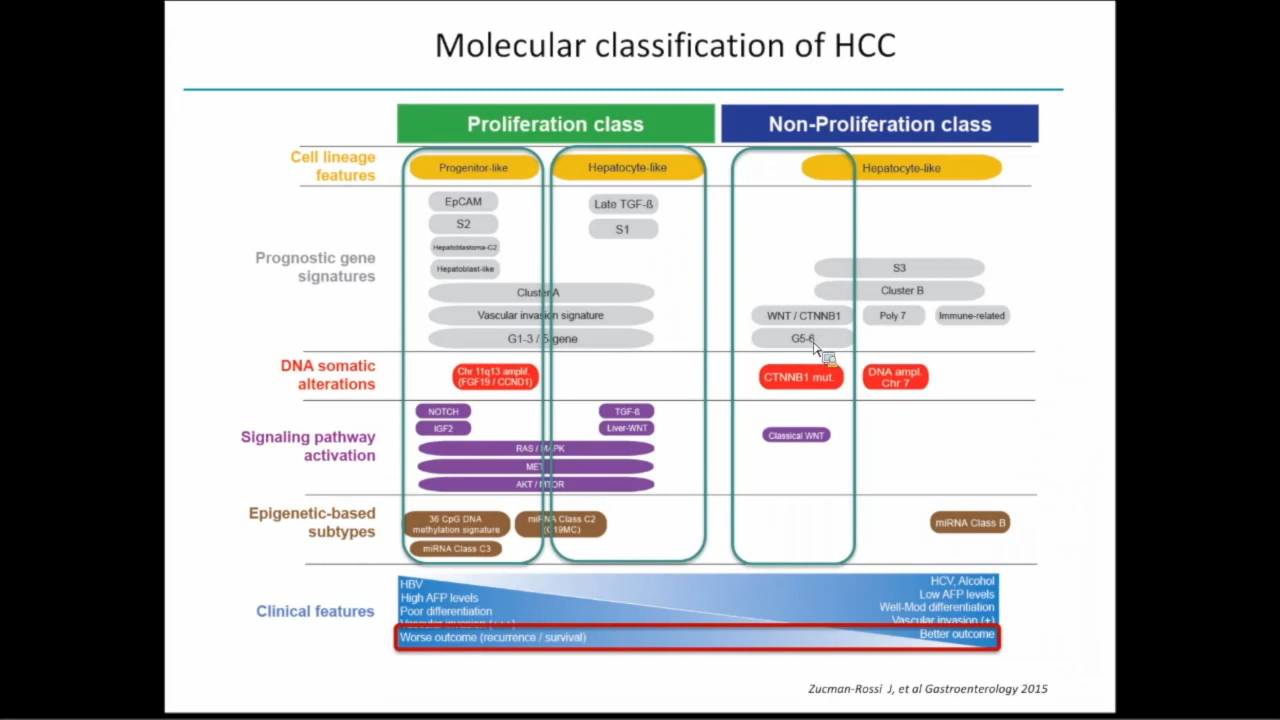 Molecular classification of HCC
Proliferation class
Non-Proliferation class
Cell lineage
features
Progenitor-like
Hepatocyte-like
Hepatocyte-like
Prognostic gene
signatures
EpCAM
S2
Hepatoblastoma-C2
Hepatoblast-like
Late TGF-ß
S1
Cluster A
Vascular invasion signature
G1-3 / 5-gene
S3
Cluster B
WNT / CTNNB1
Poly 7
Immune-related
G5-6
DNA somatic
alterations
Chr 11q13 amplif.
(FGF19 / CCND1)
CTNNB1 mut.
DNA ampl.
Chr 7
Signaling pathway
activation
NOTCH
IGF2
TGF-ß
Liver-WNT
RAS / MAPK
MET
AKT / MTOR
Classical WNT
Epigenetic-based
subtypes
36 CpG DNA
methylation signature
miRNA Class C2
(C19MC)
miRNA Class C3
miRNA Class B
Clinical features
HBV
High AFP levels
Poor differentiation
Vascular invasion (+++)
Worse outcome (recurrence / survival)
HCV, Alcohol
Low AFP levels
Well-Mod differentiation
Vascular invasion (+)
Better outcome
Zucman-Rossi J, et al Gastroenterology 2015